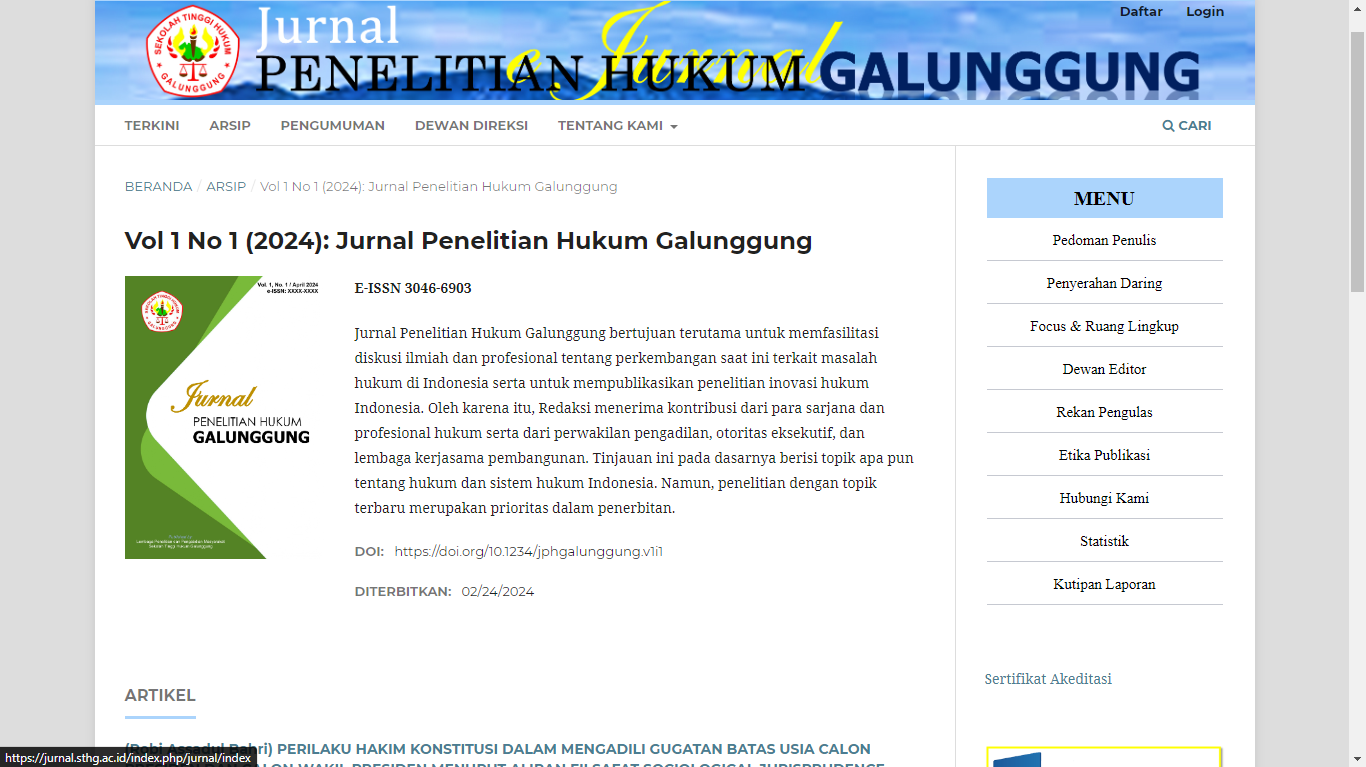 Daftar Login
SEKOLAH TINGGI HUKUM
GALUNGGUNG
Jurnal
e Jurnal
PENELITIAN HUKUM GALUNGGUNG
TERKINI ARSIP PENGUMUMAN DEWAN DIREKSI TENTANG KAMI CARI
BERANDA / ARSIP / Vol 1 No 1 (2024): Jurnal Penelitian Hukum Galunggung
Vol 1 No 1 (2024): Jurnal Penelitian Hukum Galunggung
Vol. 1, No. 1 / April 2024
e-ISSN: XXXX-XXXX
Jurnal
PENELITIAN HUKUM
GALUNGGUNG
Lembaga Penelitian dan Pengabdian Masyarakat
Sekolah Tinggi Hukum Galunggung
E-ISSN 3046-6903
Jurnal Penelitian Hukum Galunggung bertujuan terutama untuk memfasilitasi
diskusi ilmiah dan profesional tentang perkembangan saat ini terkait masalah
hukum di Indonesia serta untuk mempublikasikan penelitian inovasi hukum
Indonesia. Oleh karena itu, Redaksi menerima kontribusi dari para sarjana dan
profesional hukum serta dari perwakilan pengadilan, otoritas eksekutif, dan
lembaga kerjasama pembangunan. Tinjauan ini pada dasarnya berisi topik apa pun
tentang hukum dan sistem hukum Indonesia. Namun, penelitian dengan topik
terbaru merupakan prioritas dalam penerbitan.
DOI: https://doi.org/10.1234/jphgalunggung.v1i1
DITERBITKAN: 02/24/2024
ARTIKEL
(Robi Assadul Bahri) PERILAKU HAKIM KONSTITUSI DALAM MENGADILI GUGATAN BATAS USIA CALON
CALON WAKIL PRESIDEN MENURUT ALIRAN FILSAFAT SOCIOLOGICAL JURISPRUDENCE
MENU
Pedoman Penulis
Penyerahan Daring
Focus & Ruang Lingkup
Dewan Editor
Rekan Pengulas
Etika Publikasi
Hubungi Kami
Statistik
Kutipan Laporan
Sertifikat Akeditasi
https://jurnal.sthg.ac.id/index.php/jurnal/index